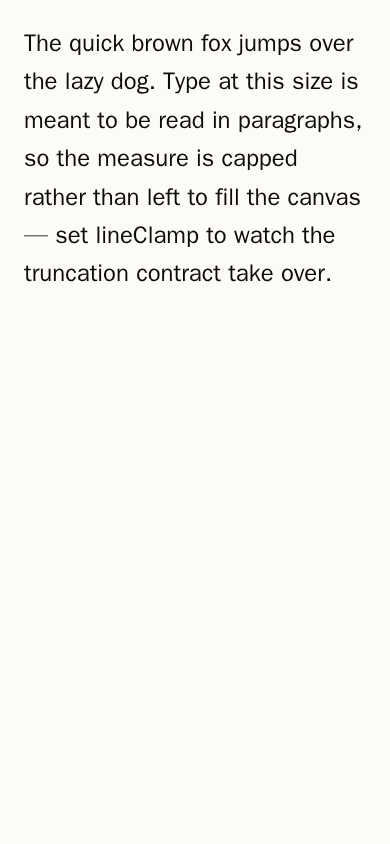 The quick brown fox jumps over
the lazy dog. Type at this size is
meant to be read in paragraphs,
so the measure is capped
rather than left to fill the canvas
— set lineClamp to watch the
truncation contract take over.